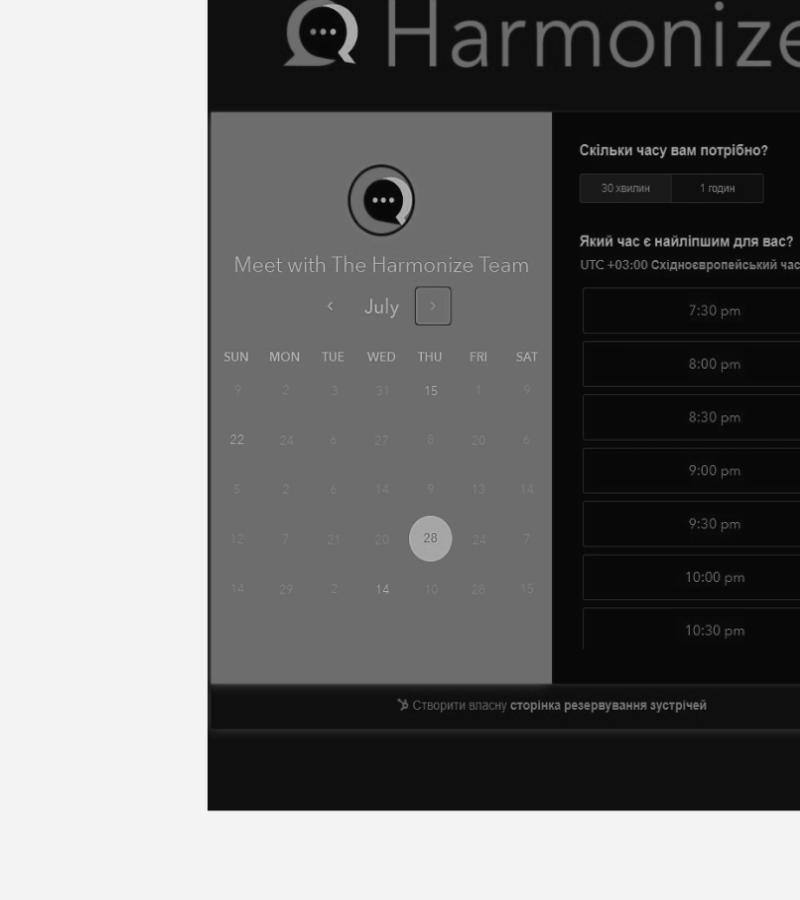 Harmonize
Meet with The Harmonize Team
July
SUN MON TUE WED THU FRI SAT
9 2 3 31 15 1 9
22 24 6 27 8 20 6
5 2 6 14 9 13 14
12 7 21 20 28 24 7
14 29 2 14 10 28 15
Скільки часу вам потрібно?
30 хвилин 1 годин
Який час є найліпшим для вас?
UTC +03:00 Східноєвропейський час
7:30 pm
8:00 pm
8:30 pm
9:00 pm
9:30 pm
10:00 pm
10:30 pm
Створити власну сторінка резервування зустрічей